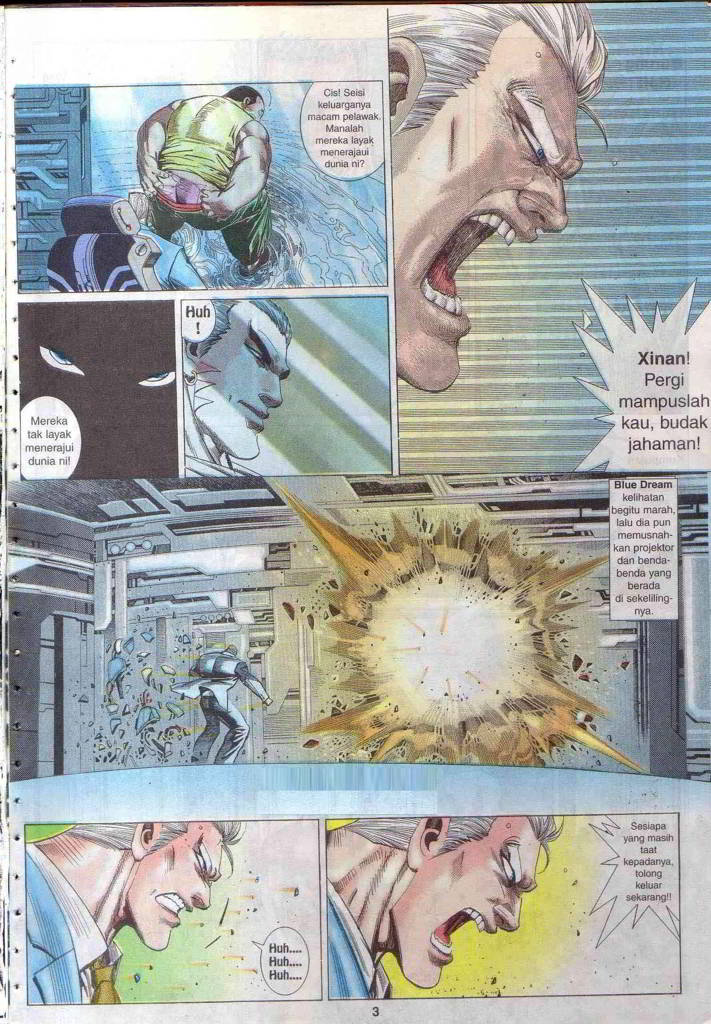 Cis! Seisi
keluarganya
macam pelawak.
Manalah
mereka layak
menerajaui
dunia ni?
Xinan!
Pergi
mampuslah
kau, budak
jahaman!
Mereka
tak layak
menerajui
dunia ni!
Huh
!
Blue Dream
kelihatan
begitu marah,
lalu dia pun
memusnah-
kan projektor
dan benda-
benda yang
berada
di sekeliling-
nya.
Huh....
Huh....
Huh....
Sesiapa
yang masih
taat
kepadanya,
tolong
keluar
sekarang!!
3